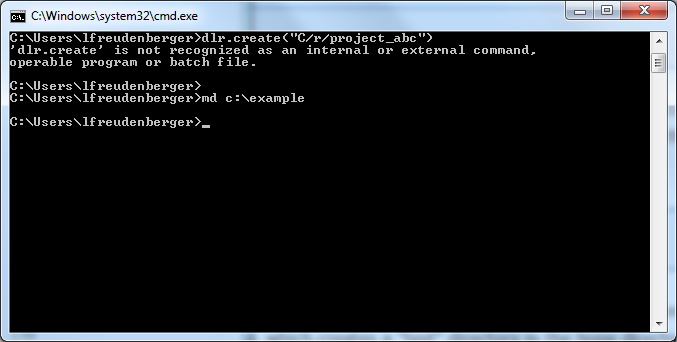 C:\Windows\system32\cmd.exe
C:\Users\lfreudenberger>dlr.create("C/r/project_abc")
'dlr.create' is not recognized as an internal or external command,
operable program or batch file.
C:\Users\lfreudenberger>
C:\Users\lfreudenberger>md c:\example
C:\Users\lfreudenberger>_